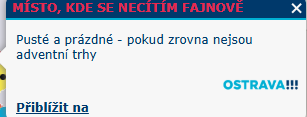 MÍSTO, KDE SE NECÍTÍM FAJNOVĚ
Pusté a prázdné - pokud zrovna nejsou
adventní trhy
OSTRAVA!!!
Přiblížit na